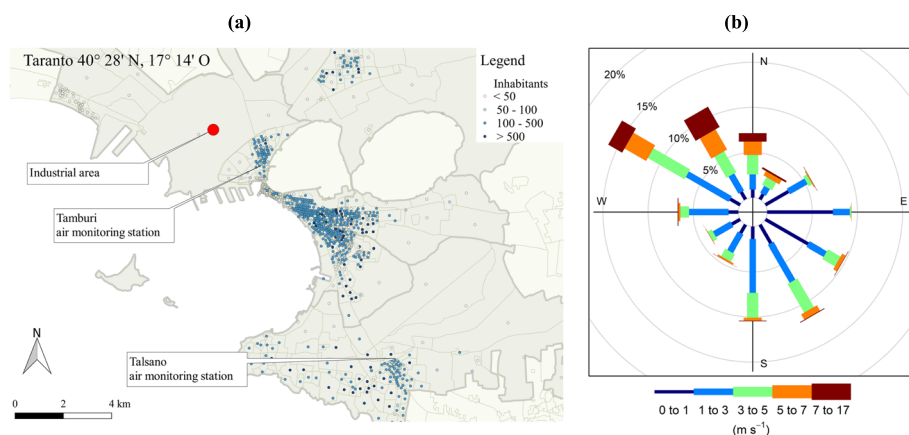 (a)
Taranto 40° 28' N, 17° 14' O
Legend
Inhabitants
< 50
50 - 100
100 - 500
> 500
Industrial area
Tamburi
air monitoring station
Talsano
air monitoring station
N
0 2 4 km
(b)
N
20%
15%
10%
5%
W
E
S
0 to 1 1 to 3 3 to 5 5 to 7 7 to 17
(m s⁻¹)